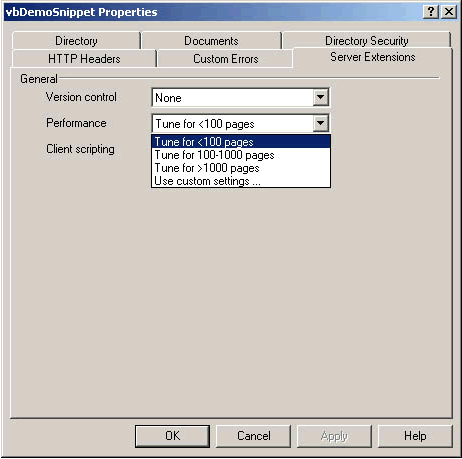 vbDemoSnippet Properties
Directory Documents Directory Security
HTTP Headers Custom Errors Server Extensions
General
Version control None
Performance Tune for <100 pages
Tune for <100 pages
Client scripting
Tune for 100-1000 pages
Tune for >1000 pages
Use custom settings ...
OK Cancel Apply Help